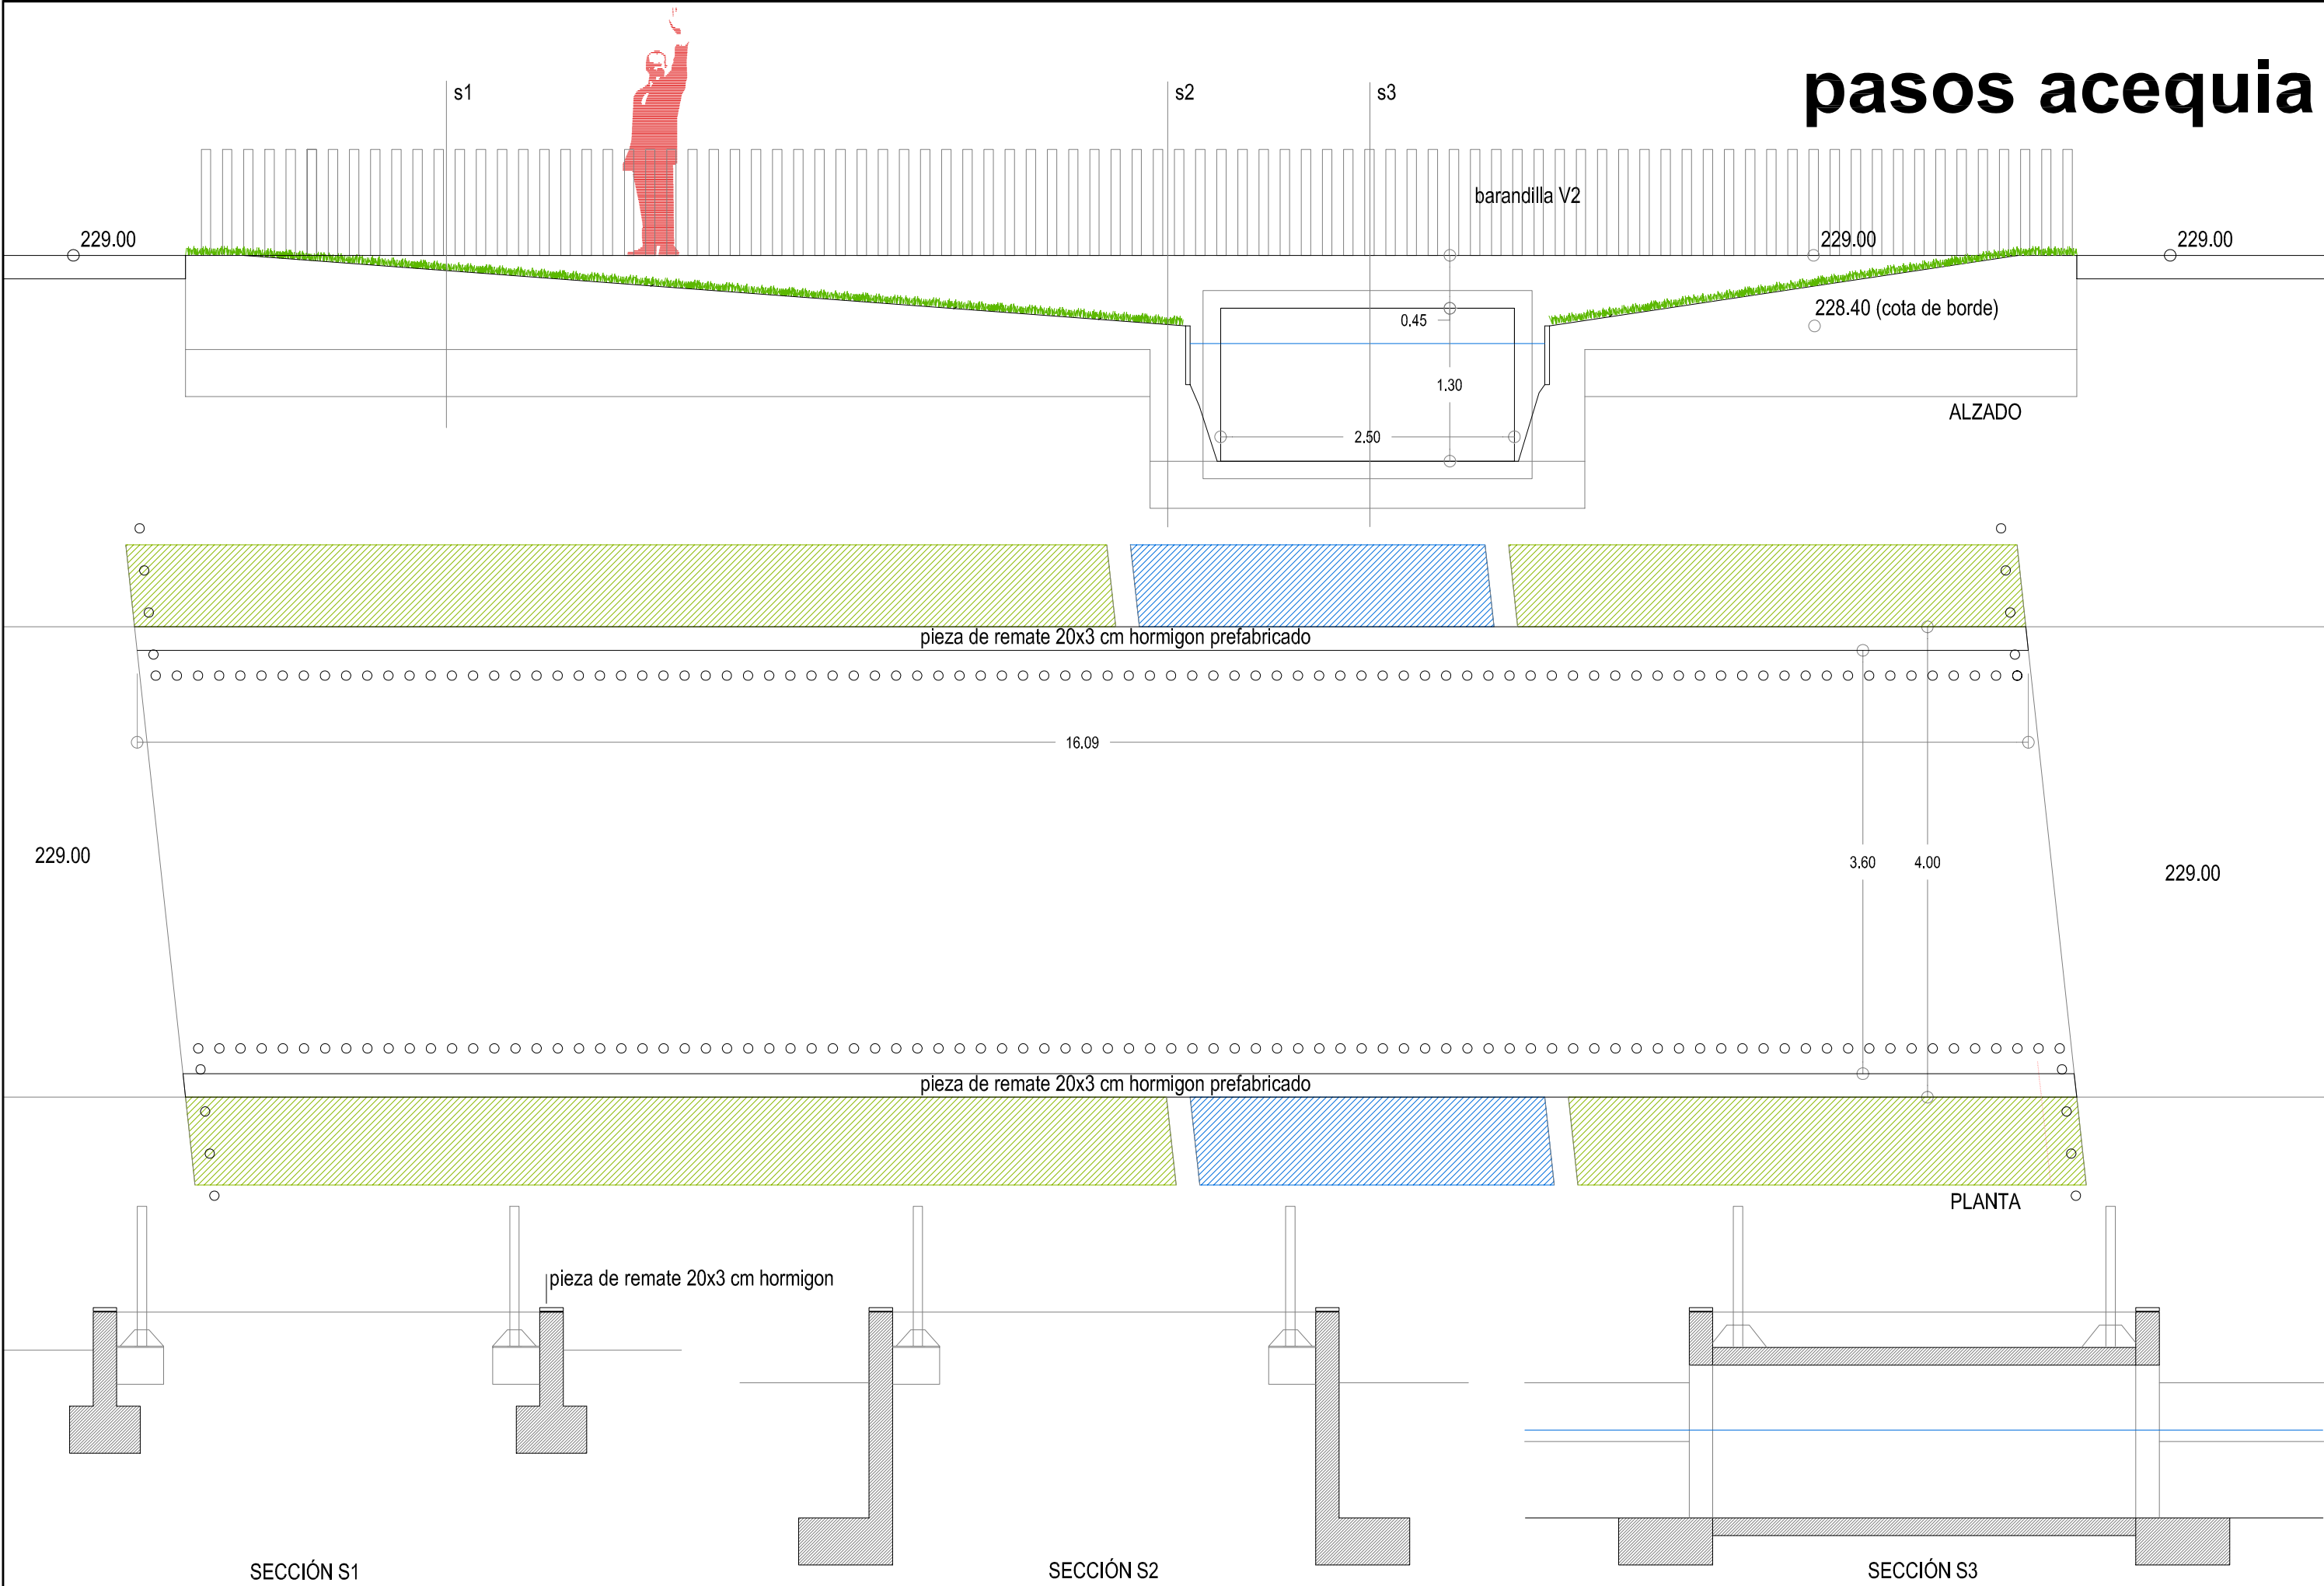 pasos acequia
s1
s2
s3
barandilla V2
229.00
229.00
229.00
228.40 (cota de borde)
0.45
1.30
2.50
ALZADO
pieza de remate 20x3 cm hormigon prefabricado
16.09
229.00
3.60
4.00
229.00
pieza de remate 20x3 cm hormigon prefabricado
PLANTA
pieza de remate 20x3 cm hormigon
SECCIÓN S1
SECCIÓN S2
SECCIÓN S3